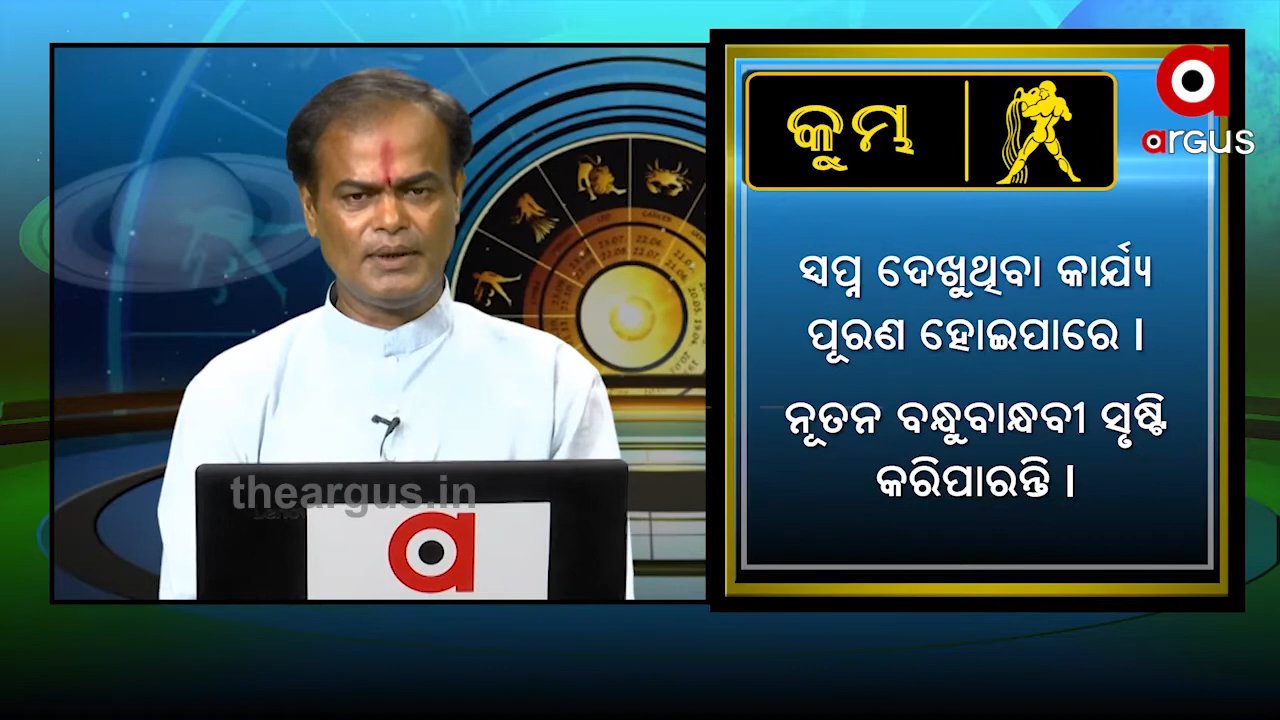 କୁମ୍ଭ
argus
ସ୍ୱପ୍ନ ଦେଖୁଥିବା କାର୍ଯ୍ୟ
ପୂରଣ ହୋଇପାରେ ।
ନୂତନ ବନ୍ଧୁବାନ୍ଧବୀ ସୃଷ୍ଟି
କରିପାରନ୍ତି ।
theargus.in